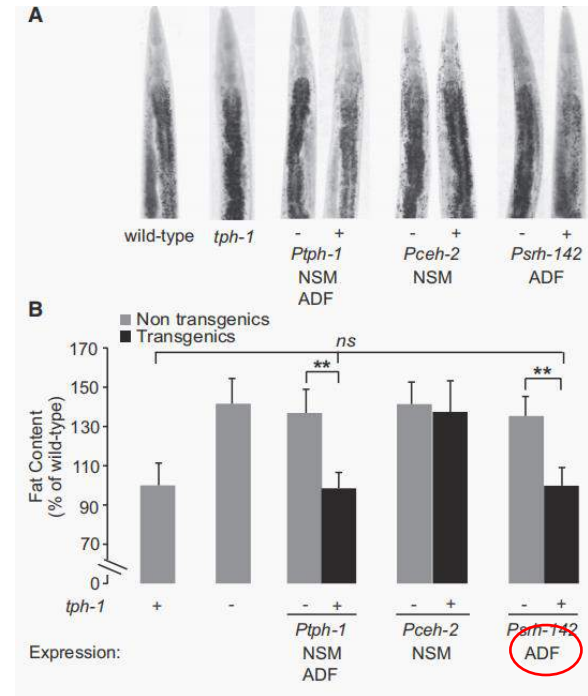 A
wild-type tph-1 - + - + - +
Ptph-1 Pceh-2 Psrh-142
NSM NSM ADF
ADF
B
Non transgenics
Transgenics
ns
** **
Fat Content
(% of wild-type)
170
150
130
110
90
70
0
tph-1 + - - + - + - +
Ptph-1 Pceh-2 Psrh-142
Expression: NSM NSM ADF
ADF